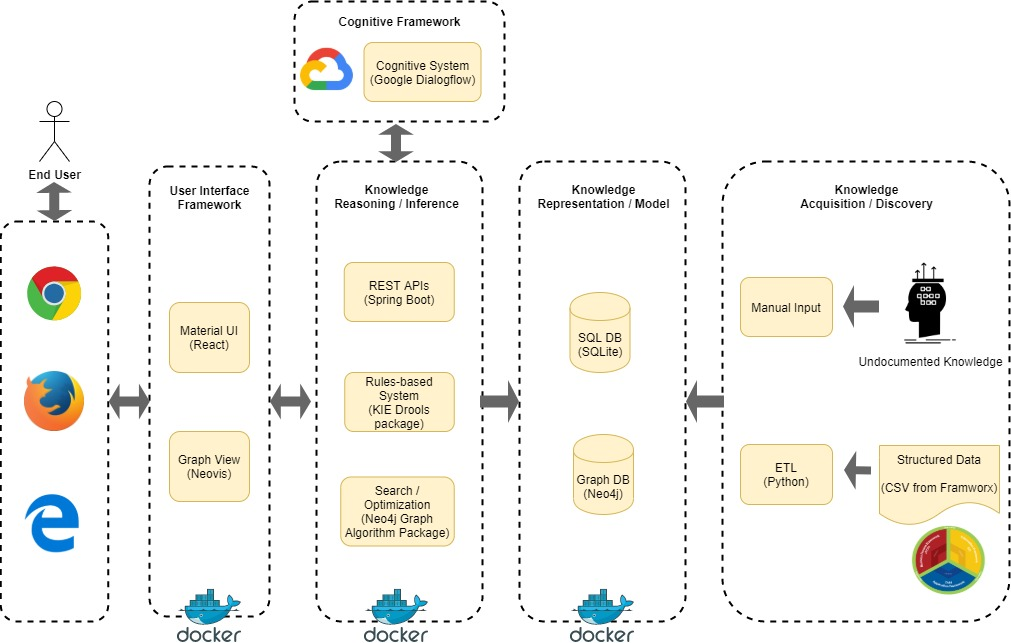 Cognitive Framework
Cognitive System
(Google Dialogflow)
End User
User Interface
Framework
Material UI
(React)
Graph View
(Neovis)
docker
Knowledge
Reasoning / Inference
REST APIs
(Spring Boot)
Rules-based
System
(KIE Drools
package)
Search /
Optimization
(Neo4j Graph
Algorithm Package)
docker
Knowledge
Representation / Model
SQL DB
(SQLite)
Graph DB
(Neo4j)
docker
Knowledge
Acquisition / Discovery
Manual Input
Undocumented Knowledge
ETL
(Python)
Structured Data
(CSV from Framworx)